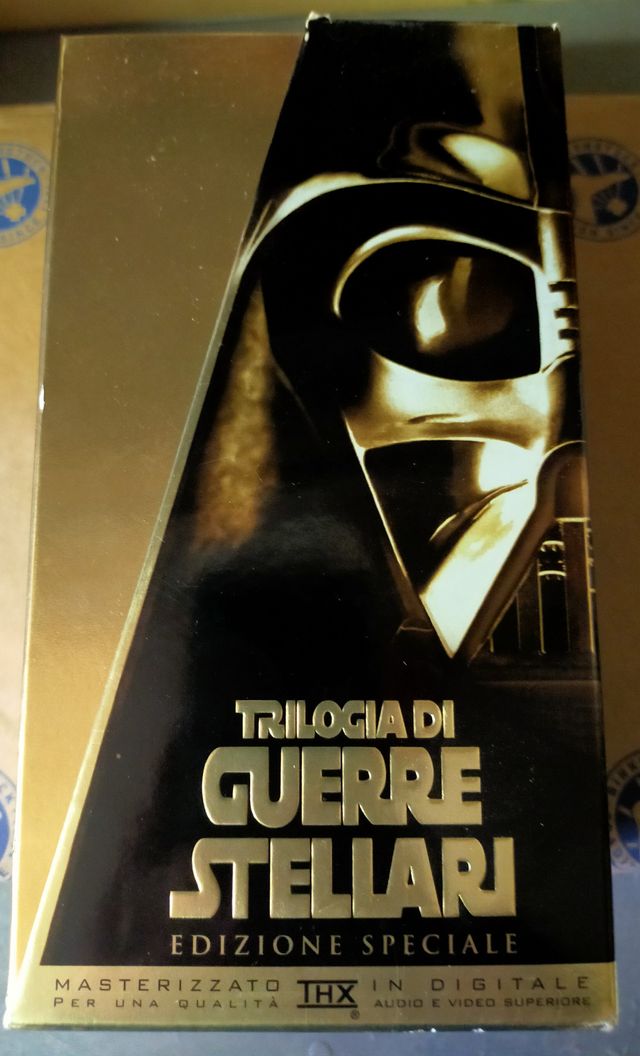 TRILOGIA DI
GUERRE
STELLARI
EDIZIONE SPECIALE
MASTERIZZATO THX IN DIGITALE
PER UNA QUALITÀ ® AUDIO E VIDEO SUPERIORE